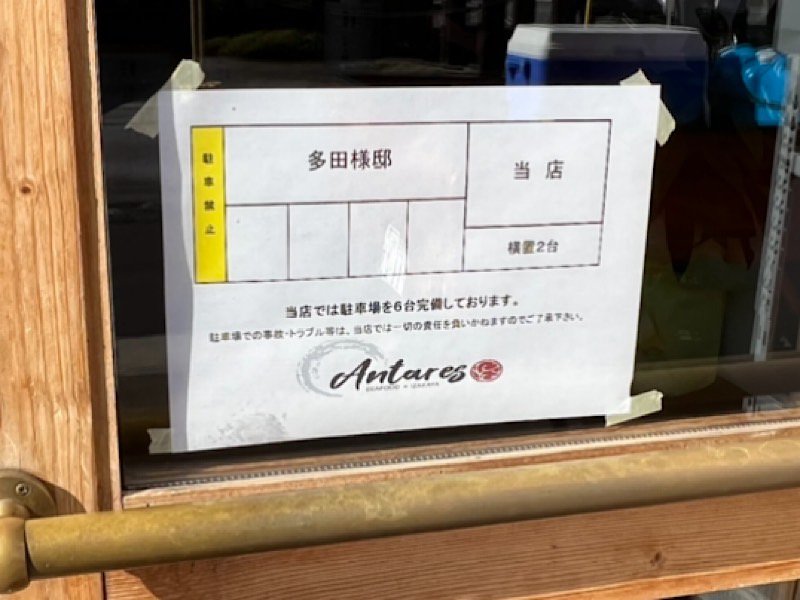 駐車禁止
多田様邸
当店
横置2台
当店では駐車場を6台完備しております。
駐車場での事故・トラブル等は、当店では一切の責任を負いかねますのでご了承下さい。
Antares
SEAFOOD × IZAKAYA